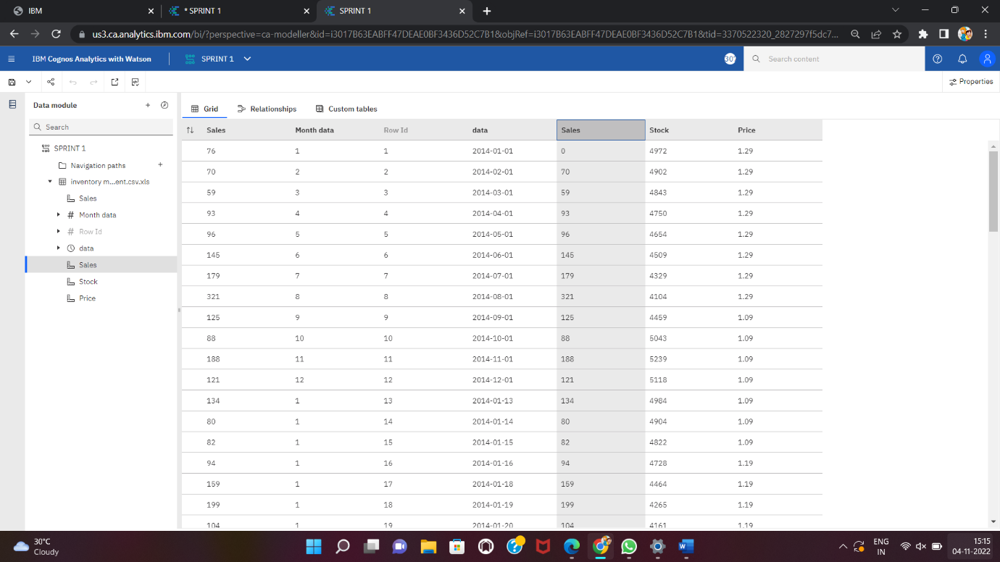 IBM
* SPRINT 1
SPRINT 1
us3.ca.analytics.ibm.com/bi/?perspective=ca-modeller&id=i3017B63EABFF47DEAE0BF3436D52C7B1&objRef=i3017B63EABFF47DEAE0BF3436D52C7B1&tid=3370522320_2827297f5dc7...
IBM Cognos Analytics with Watson
SPRINT 1
Search content
Properties
Data module
Search
SPRINT 1
Navigation paths
inventory m...ent.csv.xls
Sales
# Month data
# Row Id
data
Sales
Stock
Price
Grid Relationships Custom tables
Sales Month data Row Id data Sales Stock Price
76 1 1 2014-01-01 0 4972 1.29
70 2 2 2014-02-01 70 4902 1.29
59 3 3 2014-03-01 59 4843 1.29
93 4 4 2014-04-01 93 4750 1.29
96 5 5 2014-05-01 96 4654 1.29
145 6 6 2014-06-01 145 4509 1.29
179 7 7 2014-07-01 179 4329 1.29
321 8 8 2014-08-01 321 4104 1.29
125 9 9 2014-09-01 125 4459 1.09
88 10 10 2014-10-01 88 5043 1.09
188 11 11 2014-11-01 188 5239 1.09
121 12 12 2014-12-01 121 5118 1.09
134 1 13 2014-01-13 134 4984 1.09
80 1 14 2014-01-14 80 4904 1.09
82 1 15 2014-01-15 82 4822 1.09
94 1 16 2014-01-16 94 4728 1.19
159 1 17 2014-01-18 159 4464 1.19
199 1 18 2014-01-19 199 4265 1.19
104 1 19 2014-01-20 104 4161 1.19
30°C
Cloudy
ENG
IN
15:15
04-11-2022